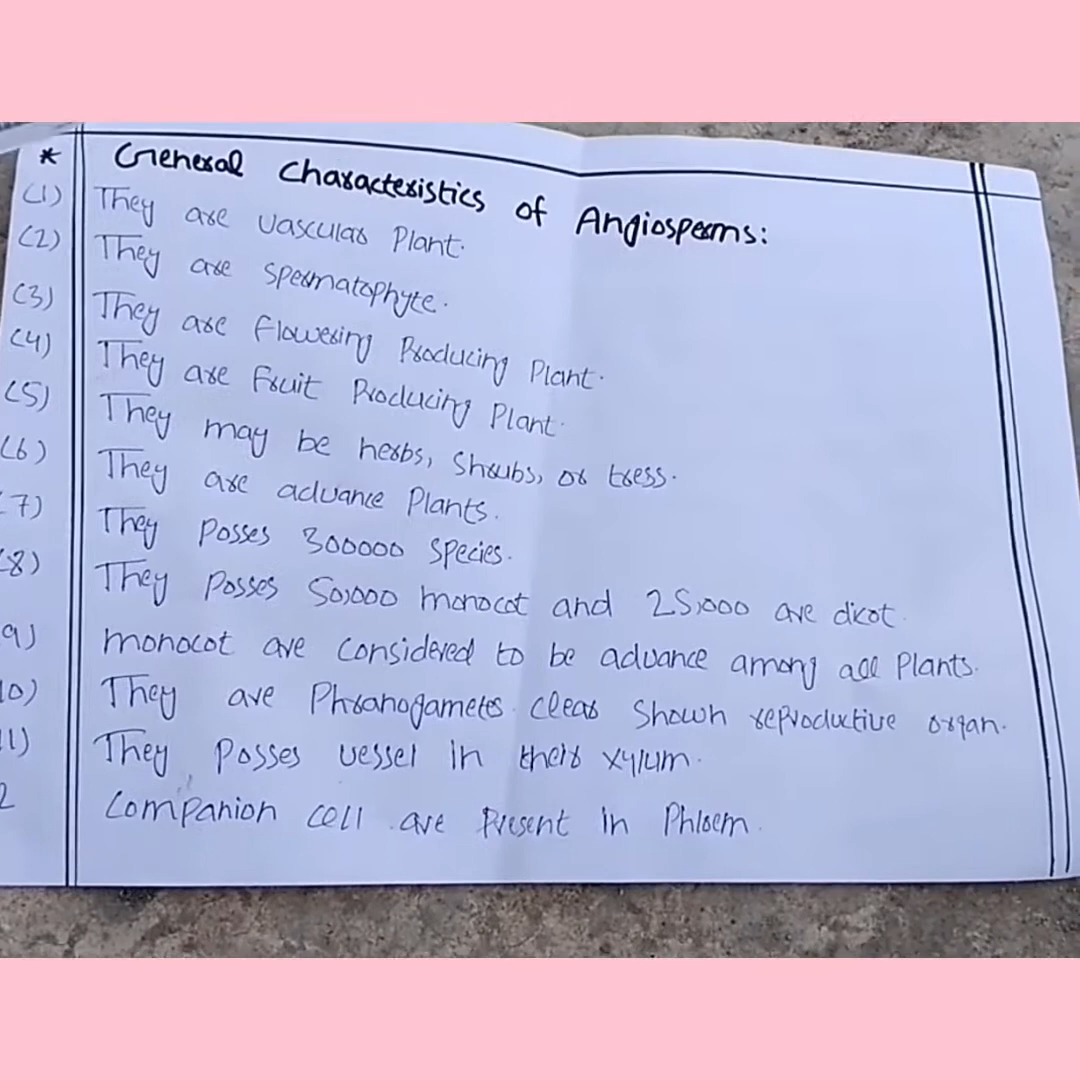 * General Characteristics of Angiosperms:
(1) They are vascular Plant.
(2) They are spermatophyte.
(3) They are flowering Producing Plant.
(4) They are Fruit Producing Plant.
(5) They may be herbs, shrubs, or tress.
(6) They are advance Plants.
(7) They Posses 300000 species.
(8) They Posses 50,000 monocot and 25,000 are dicot.
9) monocot are considered to be advance among all Plants.
10) They are Phranogametes clear shown reproductive organ.
11) They Posses vessel in their xylum.
2 Companion cell are Present in Phloem.